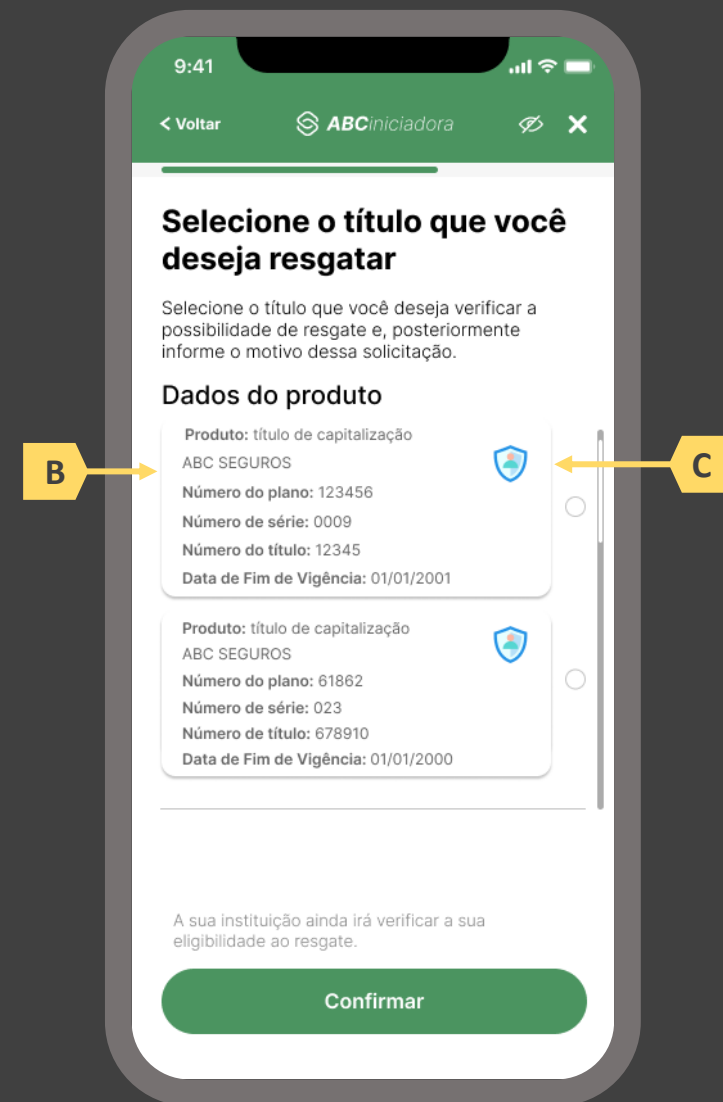 9:41
< Voltar
ABCiniciadora
Selecione o título que você
deseja resgatar
Selecione o título que você deseja verificar a
possibilidade de resgate e, posteriormente
informe o motivo dessa solicitação.
Dados do produto
Produto: título de capitalização
ABC SEGUROS
Número do plano: 123456
Número de série: 0009
Número do título: 12345
Data de Fim de Vigência: 01/01/2001
B
C
Produto: título de capitalização
ABC SEGUROS
Número do plano: 61862
Número de série: 023
Número de título: 678910
Data de Fim de Vigência: 01/01/2000
A sua instituição ainda irá verificar a sua
eligibilidade ao resgate.
Confirmar